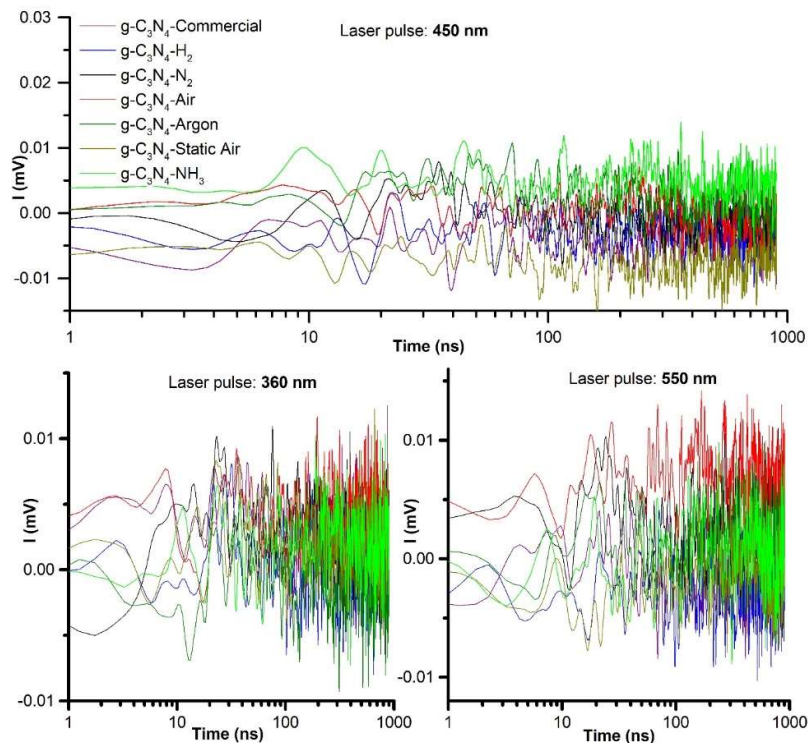 0.03
0.02
0.01
0.00
-0.01
I (mV)
g-C₃N₄-Commercial
g-C₃N₄-H₂
g-C₃N₄-N₂
g-C₃N₄-Air
g-C₃N₄-Argon
g-C₃N₄-Static Air
g-C₃N₄-NH₃
Laser pulse: 450 nm
1 10 100 1000
Time (ns)
Laser pulse: 360 nm
0.01
0.00
-0.01
I (mV)
1 10 100 1000
Time (ns)
Laser pulse: 550 nm
0.01
0.00
-0.01
I (mV)
1 10 100 1000
Time (ns)